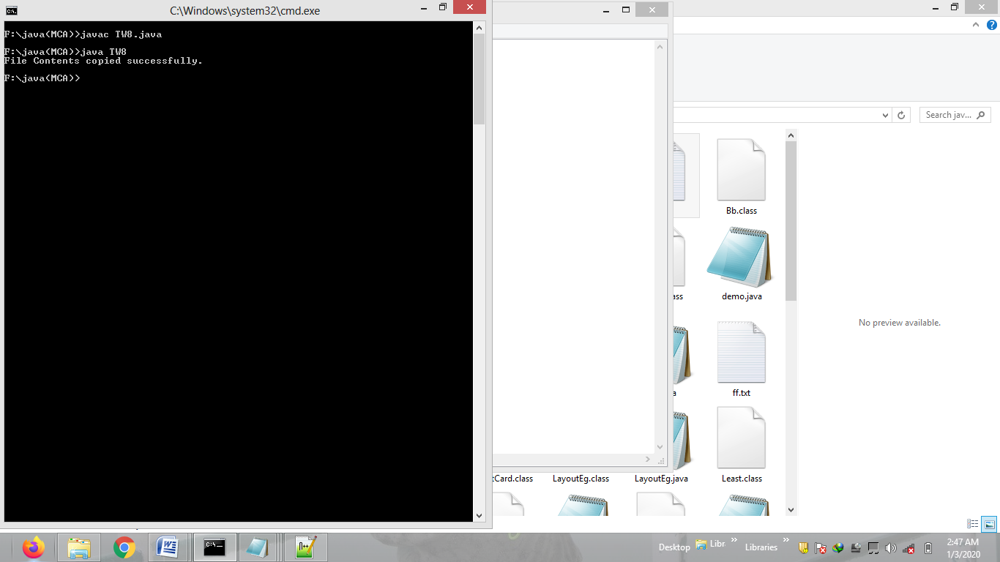 C:\Windows\system32\cmd.exe
F:\java(MCA)>javac TW8.java
F:\java(MCA)>java TW8
File Contents copied successfully.
F:\java(MCA)>
Search jav...
Bb.class
ass
demo.java
No preview available.
a
ff.txt
tCard.class
LayoutEg.class
LayoutEg.java
Least.class
Desktop
Libr
Libraries
2:47 AM
1/3/2020